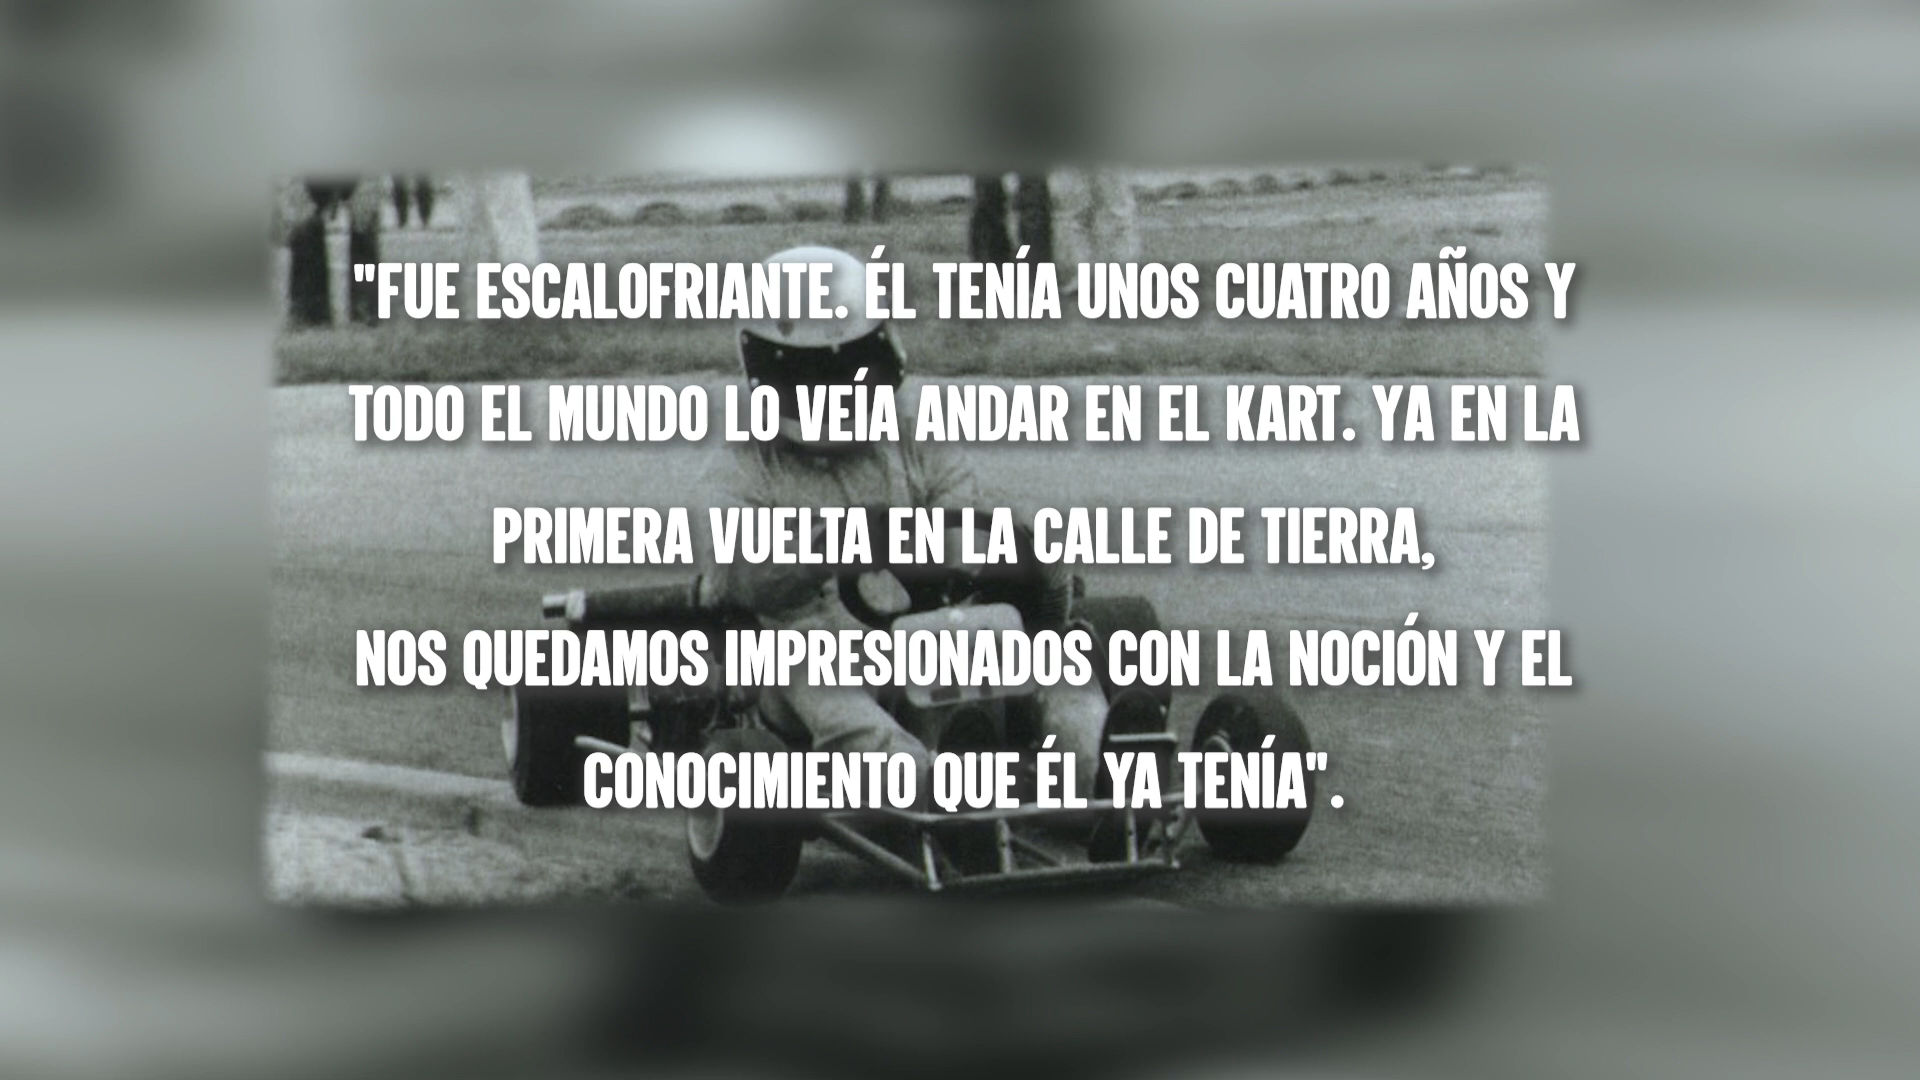 "FUE ESCALOFRIANTE. ÉL TENÍA UNOS CUATRO AÑOS Y
TODO EL MUNDO LO VEÍA ANDAR EN EL KART. YA EN LA
PRIMERA VUELTA EN LA CALLE DE TIERRA,
NOS QUEDAMOS IMPRESIONADOS CON LA NOCIÓN Y EL
CONOCIMIENTO QUE ÉL YA TENÍA".